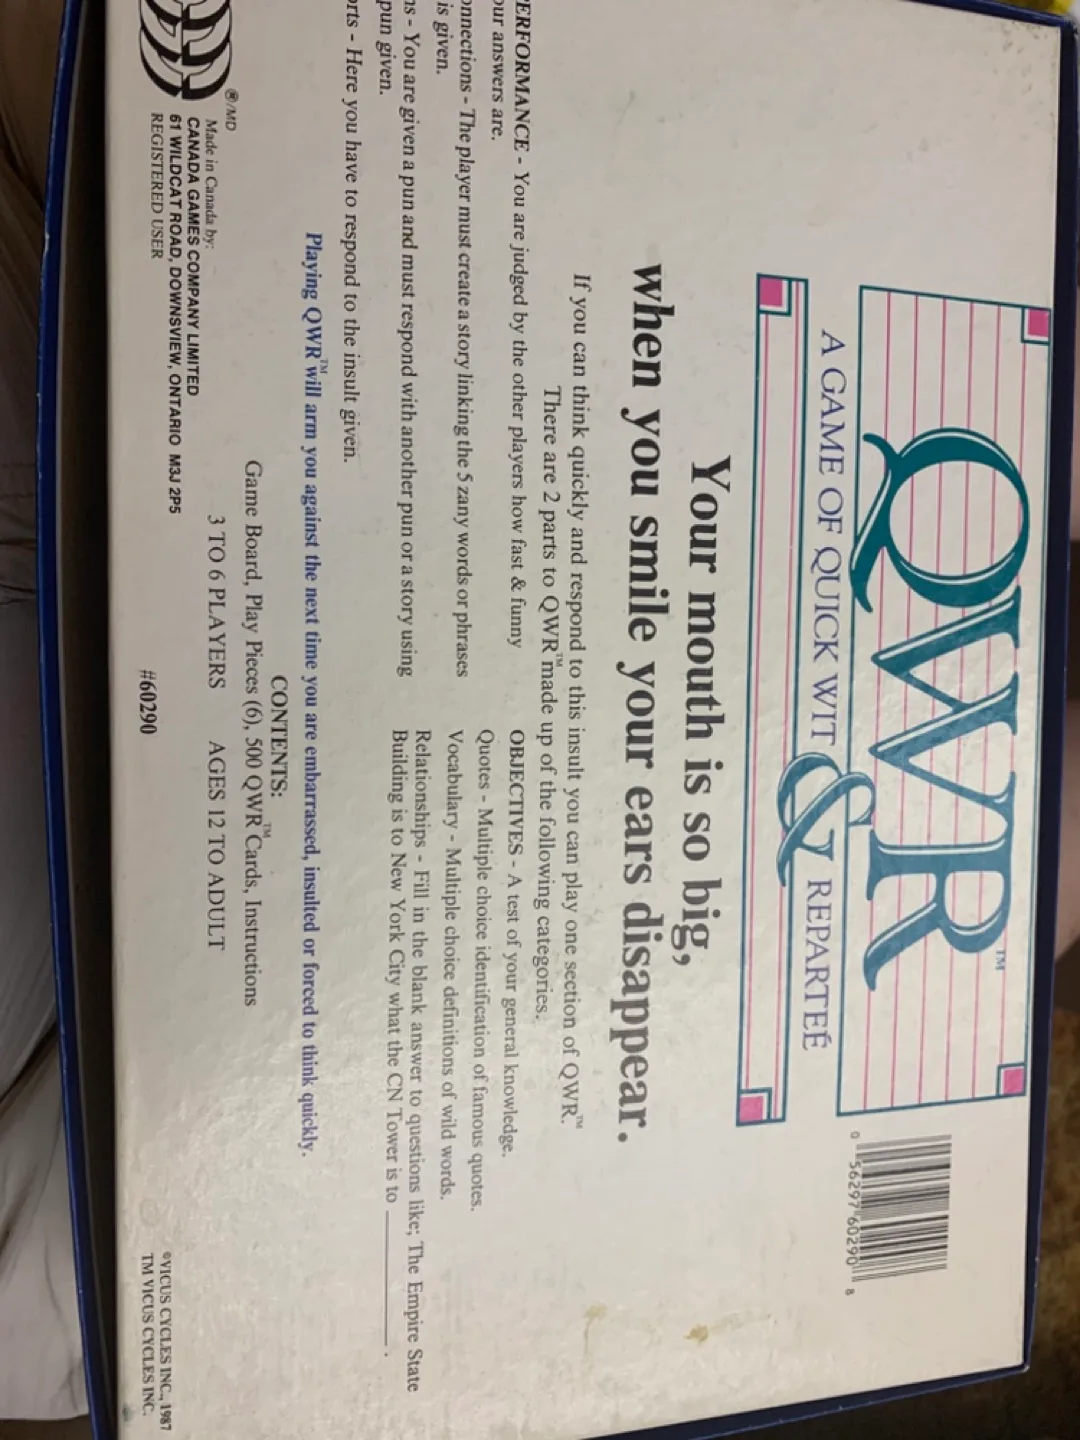 QWR™
A GAME OF QUICK WIT & REPARTEÉ
0 56297 60290 8
Your mouth is so big,
when you smile your ears disappear.
If you can think quickly and respond to this insult you can play one section of QWR.™
There are 2 parts to QWR™ made up of the following categories.
PERFORMANCE - You are judged by the other players how fast & funny
our answers are.
onnections - The player must create a story linking the 5 zany words or phrases
is given.
ns - You are given a pun and must respond with another pun or a story using
pun given.
orts - Here you have to respond to the insult given.
OBJECTIVES - A test of your general knowledge.
Quotes - Multiple choice identification of famous quotes.
Vocabulary - Multiple choice definitions of wild words.
Relationships - Fill in the blank answer to questions like; The Empire State
Building is to New York City what the CN Tower is to ________.
Playing QWR™ will arm you against the next time you are embarrassed, insulted or forced to think quickly.
CONTENTS:
Game Board, Play Pieces (6), 500 QWR™ Cards, Instructions
3 TO 6 PLAYERS AGES 12 TO ADULT
®/MD
Made in Canada by:
CANADA GAMES COMPANY LIMITED
61 WILDCAT ROAD, DOWNSVIEW, ONTARIO M3J 2P5
REGISTERED USER
#60290
©VICUS CYCLES INC., 1987
TM VICUS CYCLES INC.